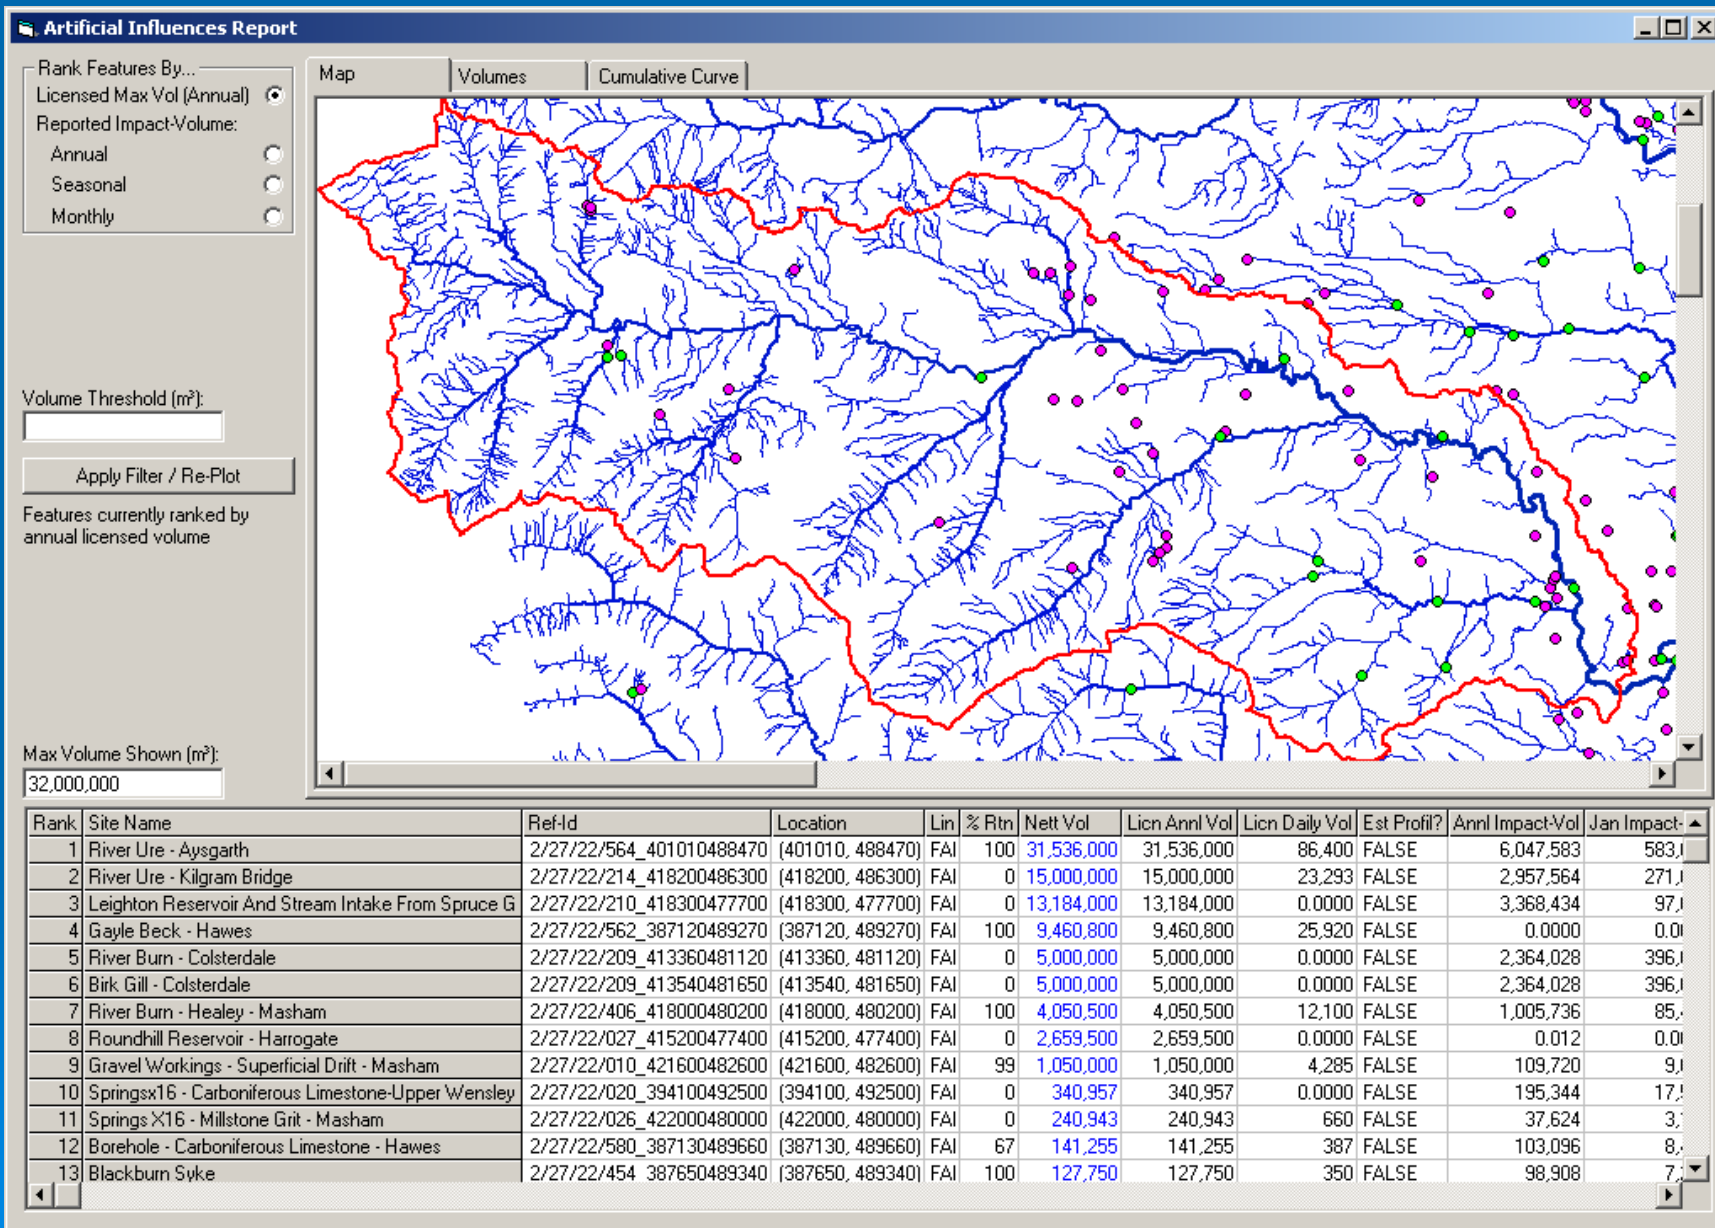 Artificial Influences Report
Rank Features By...
Licensed Max Vol (Annual)
Reported Impact-Volume:
Annual
Seasonal
Monthly
Volume Threshold (m³):
Apply Filter / Re-Plot
Features currently ranked by
annual licensed volume
Max Volume Shown (m³):
32,000,000
Map Volumes Cumulative Curve
Rank Site Name Ref-Id Location Lin % Rtn Nett Vol Licn Annl Vol Licn Daily Vol Est Profil? Annl Impact-Vol Jan Impact-
1 River Ure - Aysgarth 2/27/22/564_401010488470 (401010, 488470) FAI 100 31,536,000 31,536,000 86,400 FALSE 6,047,583 583,
2 River Ure - Kilgram Bridge 2/27/22/214_418200486300 (418200, 486300) FAI 0 15,000,000 15,000,000 23,293 FALSE 2,957,564 271,
3 Leighton Reservoir And Stream Intake From Spruce G 2/27/22/210_418300477700 (418300, 477700) FAI 0 13,184,000 13,184,000 0.0000 FALSE 3,368,434 97,
4 Gayle Beck - Hawes 2/27/22/562_387120489270 (387120, 489270) FAI 100 9,460,800 9,460,800 25,920 FALSE 0.0000 0.0
5 River Burn - Colsterdale 2/27/22/209_413360481120 (413360, 481120) FAI 0 5,000,000 5,000,000 0.0000 FALSE 2,364,028 396,
6 Birk Gill - Colsterdale 2/27/22/209_413540481650 (413540, 481650) FAI 0 5,000,000 5,000,000 0.0000 FALSE 2,364,028 396,
7 River Burn - Healey - Masham 2/27/22/406_418000480200 (418000, 480200) FAI 100 4,050,500 4,050,500 12,100 FALSE 1,005,736 85,
8 Roundhill Reservoir - Harrogate 2/27/22/027_415200477400 (415200, 477400) FAI 0 2,659,500 2,659,500 0.0000 FALSE 0.012 0.0
9 Gravel Workings - Superficial Drift - Masham 2/27/22/010_421600482600 (421600, 482600) FAI 99 1,050,000 1,050,000 4,285 FALSE 109,720 9,
10 Springsx16 - Carboniferous Limestone-Upper Wensley 2/27/22/020_394100492500 (394100, 492500) FAI 0 340,957 340,957 0.0000 FALSE 195,344 17,
11 Springs X16 - Millstone Grit - Masham 2/27/22/026_422000480000 (422000, 480000) FAI 0 240,943 240,943 660 FALSE 37,624 3,
12 Borehole - Carboniferous Limestone - Hawes 2/27/22/580_387130489660 (387130, 489660) FAI 67 141,255 141,255 387 FALSE 103,096 8,
13 Blackburn Syke 2/27/22/454_387650489340 (387650, 489340) FAI 100 127,750 127,750 350 FALSE 98,908 7,